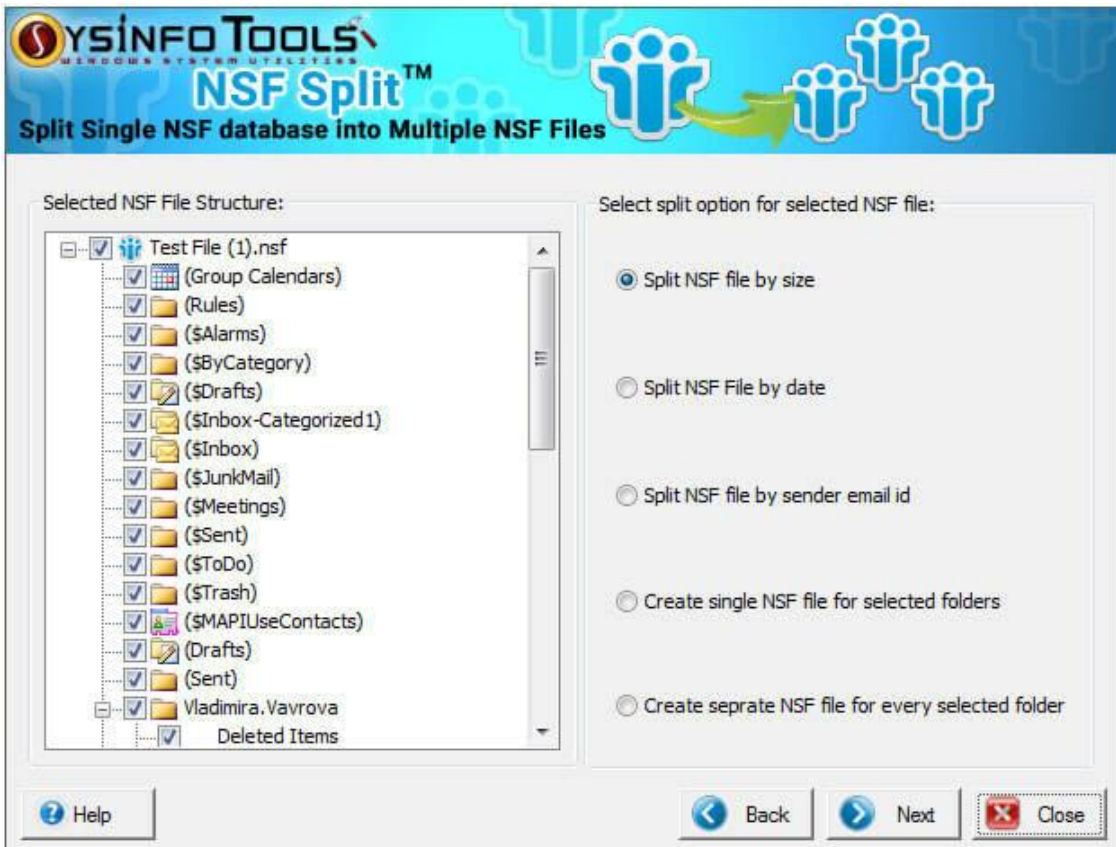 SYSINFO TOOLS
WINDOWS SYSTEM UTILITIES
NSF Split™
Split Single NSF database into Multiple NSF Files
Selected NSF File Structure:
Test File (1).nsf
(Group Calendars)
(Rules)
($Alarms)
($ByCategory)
($Drafts)
($Inbox-Categorized1)
($Inbox)
($JunkMail)
($Meetings)
($Sent)
($ToDo)
($Trash)
($MAPIUseContacts)
(Drafts)
(Sent)
Vladimira.Vavrova
Deleted Items
Select split option for selected NSF file:
Split NSF file by size
Split NSF File by date
Split NSF file by sender email id
Create single NSF file for selected folders
Create seprate NSF file for every selected folder
Help
Back
Next
Close